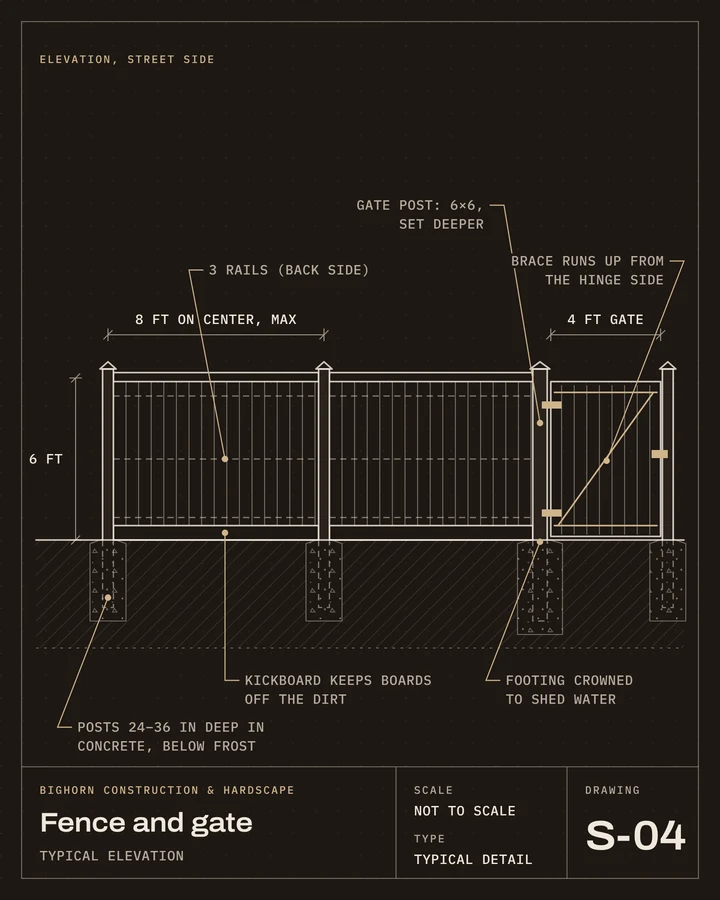 ELEVATION, STREET SIDE
GATE POST: 6×6,
SET DEEPER
BRACE RUNS UP FROM
THE HINGE SIDE
3 RAILS (BACK SIDE)
8 FT ON CENTER, MAX
4 FT GATE
6 FT
KICKBOARD KEEPS BOARDS
OFF THE DIRT
FOOTING CROWNED
TO SHED WATER
POSTS 24–36 IN DEEP IN
CONCRETE, BELOW FROST
BIGHORN CONSTRUCTION & HARDSCAPE
Fence and gate
TYPICAL ELEVATION
SCALE
NOT TO SCALE
TYPE
TYPICAL DETAIL
DRAWING
S-04